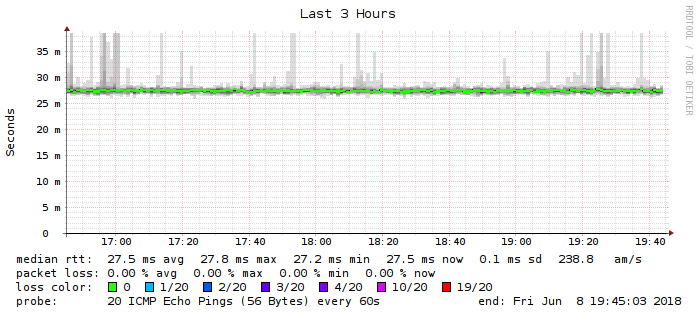 Last 3 Hours
RRDTOOL / TOBI OETIKER
Seconds
35 m
30 m
25 m
20 m
15 m
10 m
5 m
0
17:00 17:20 17:40 18:00 18:20 18:40 19:00 19:20 19:40
median rtt: 27.5 ms avg 27.8 ms max 27.2 ms min 27.5 ms now 0.1 ms sd 238.8 am/s
packet loss: 0.00 % avg 0.00 % max 0.00 % min 0.00 % now
loss color: 0 1/20 2/20 3/20 4/20 10/20 19/20
probe: 20 ICMP Echo Pings (56 Bytes) every 60s end: Fri Jun 8 19:45:03 2018